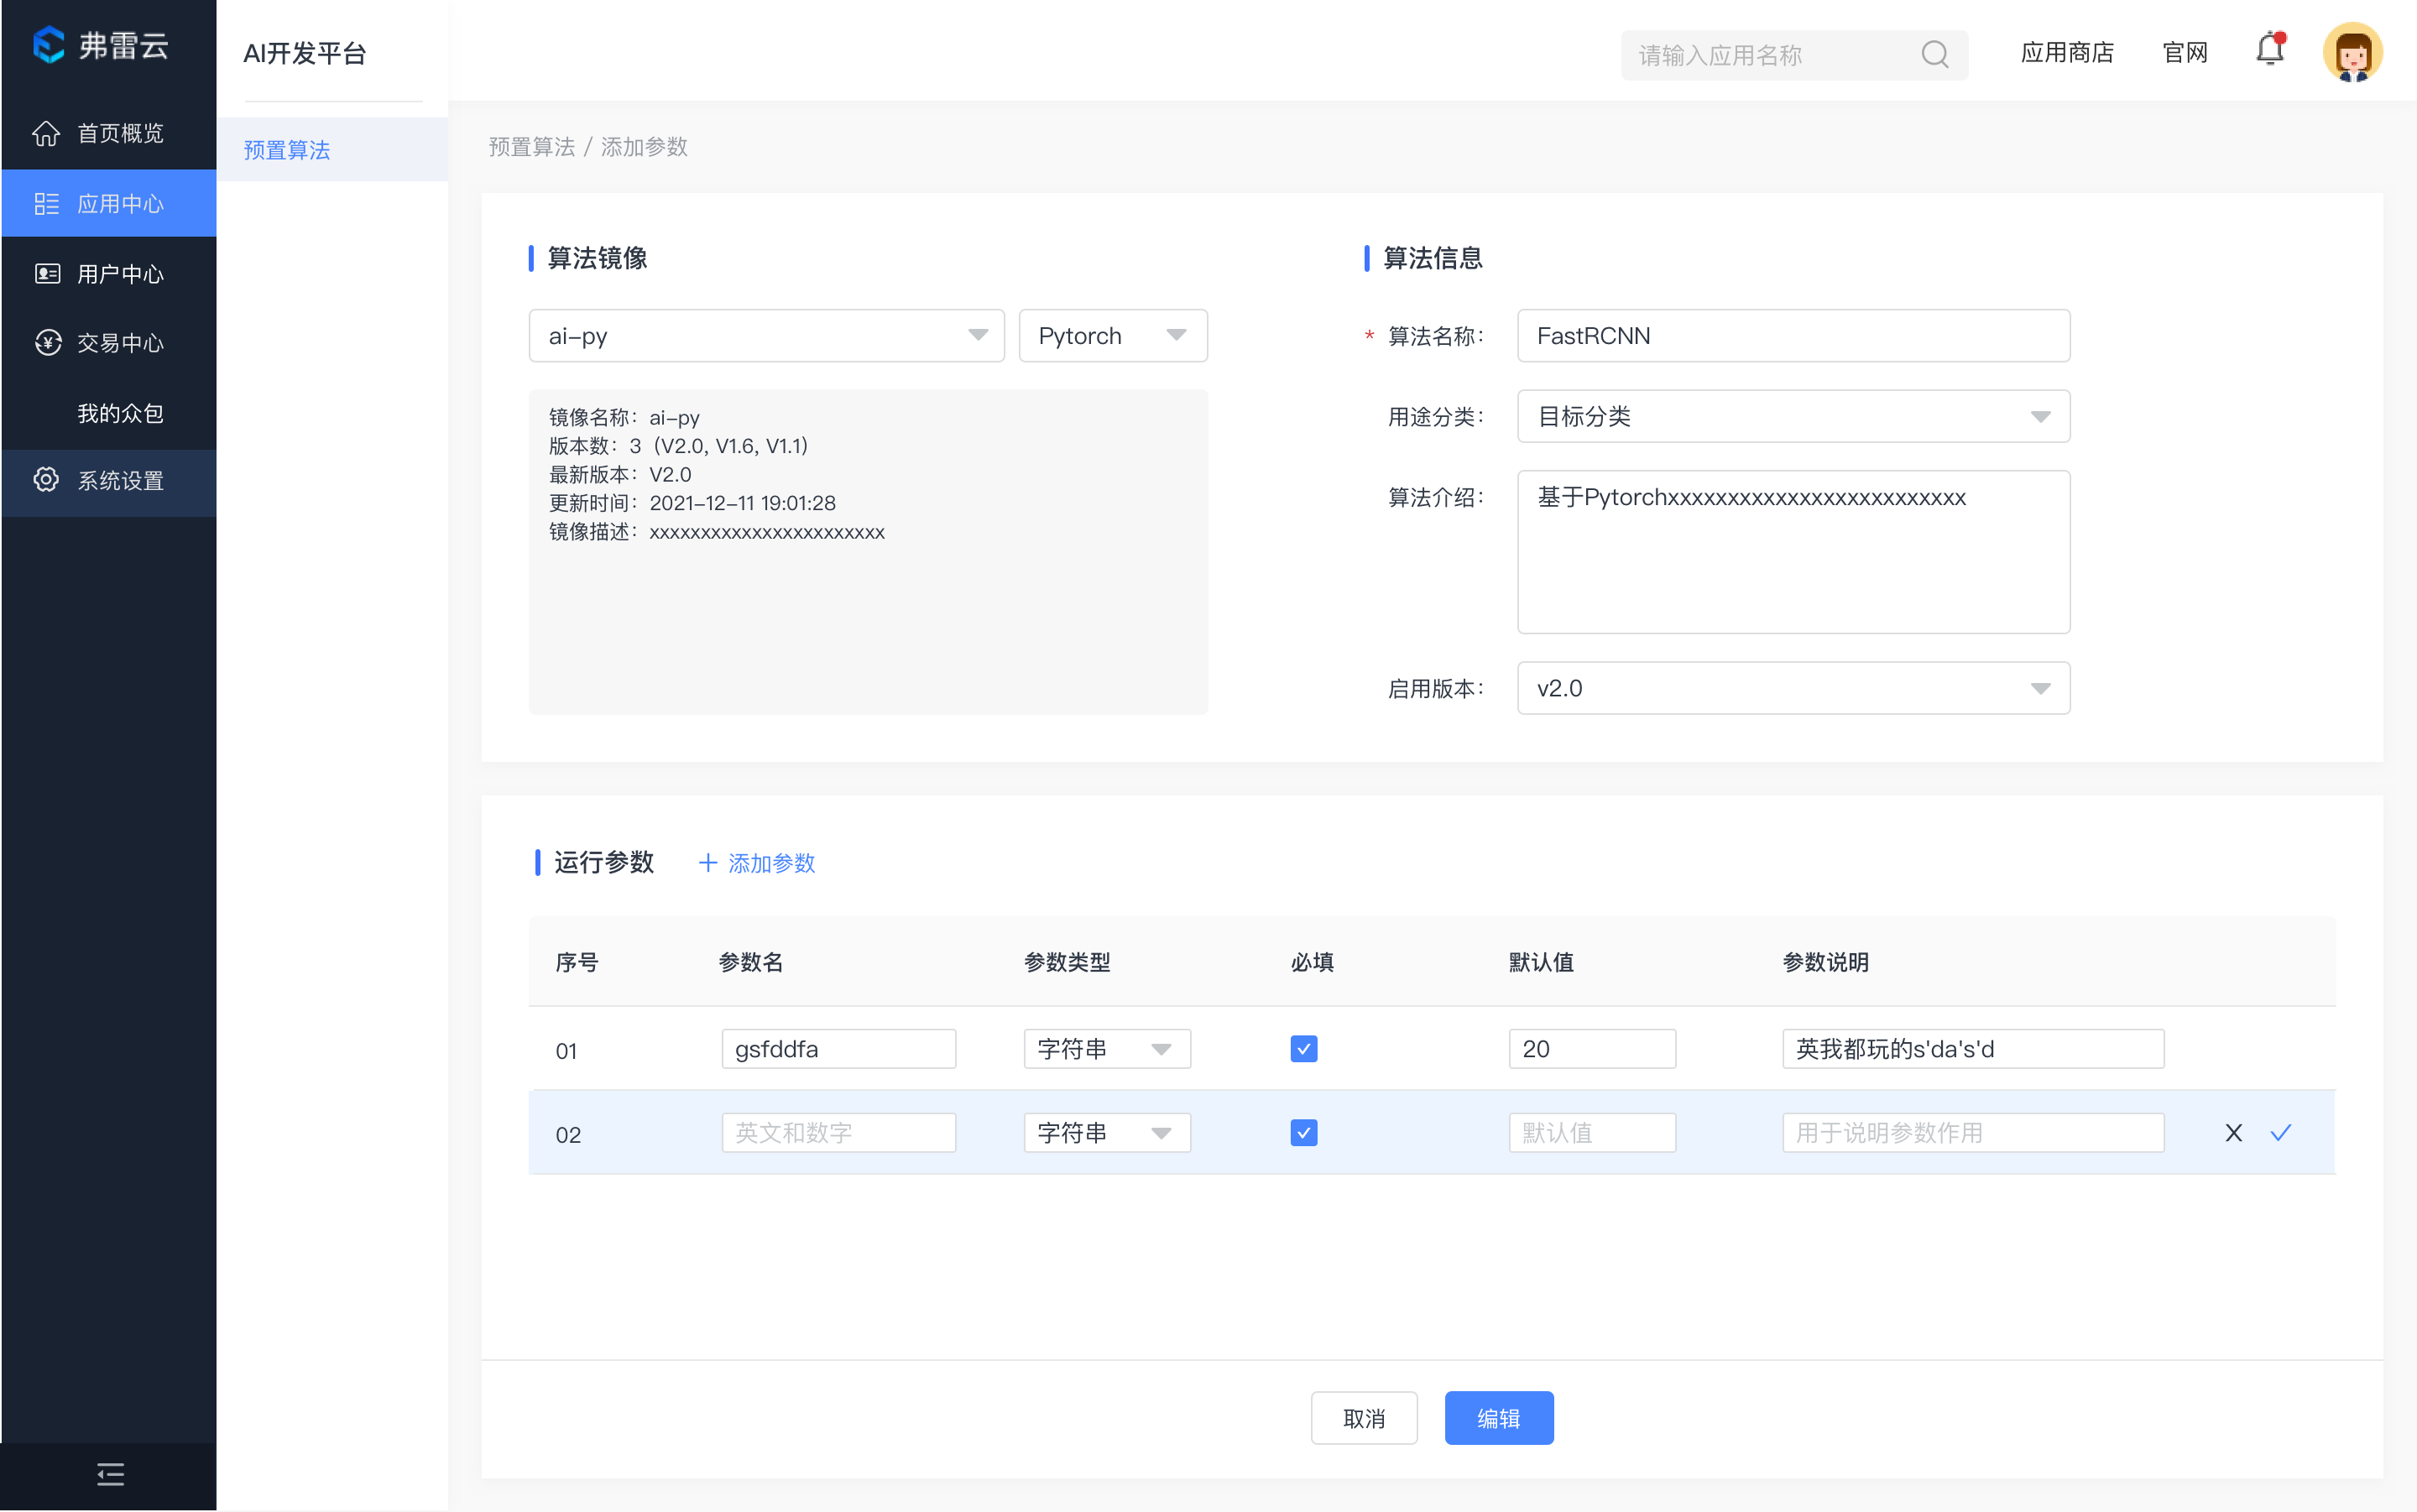 弗雷云
首页概览
应用中心
用户中心
交易中心
我的众包
系统设置
AI开发平台
预置算法
请输入应用名称
应用商店
官网
预置算法 / 添加参数
算法镜像
ai-py
Pytorch
镜像名称：ai-py
版本数：3（V2.0, V1.6, V1.1）
最新版本：V2.0
更新时间：2021-12-11 19:01:28
镜像描述：xxxxxxxxxxxxxxxxxxxxxxx
算法信息
* 算法名称： FastRCNN
用途分类： 目标分类
算法介绍： 基于Pytorchxxxxxxxxxxxxxxxxxxxxxxxxx
启用版本： v2.0
运行参数 + 添加参数
序号 参数名 参数类型 必填 默认值 参数说明
01 gsfddfa 字符串 20 英我都玩的s'da's'd
02 英文和数字 字符串 默认值 用于说明参数作用 X
取消 编辑